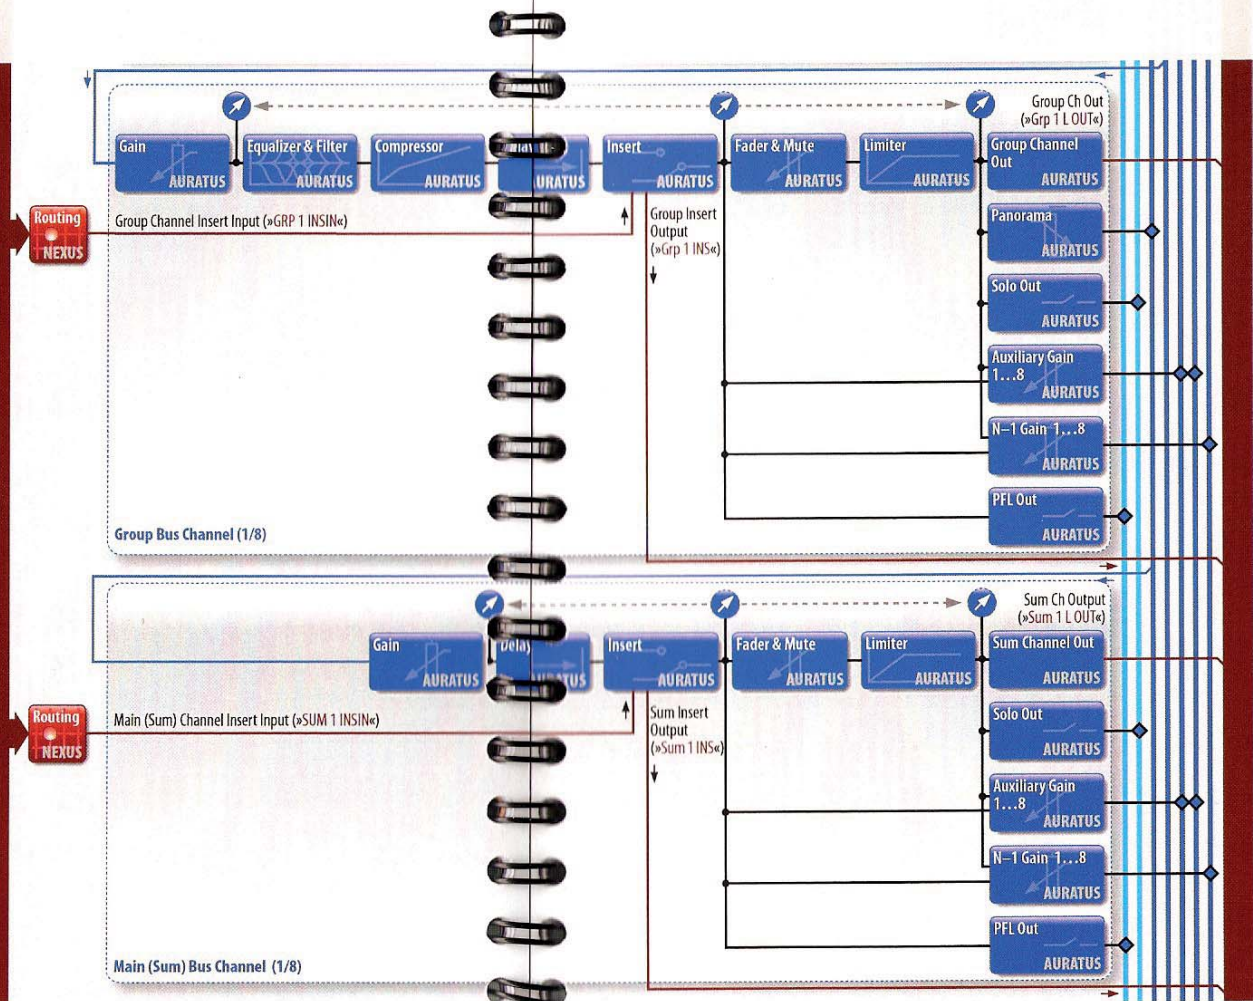 Group Ch Out
(»Grp 1 L OUT«)
Gain
AURATUS
Equalizer & Filter
AURATUS
Compressor
AURATUS
AURATUS
Insert
AURATUS
Fader & Mute
AURATUS
Limiter
AURATUS
Group Channel
Out
AURATUS
Routing
NEXUS
Group Channel Insert Input (»GRP 1 INSIN«)
Group Insert
Output
(»Grp 1 INS«)
Panorama
AURATUS
Solo Out
AURATUS
Auxiliary Gain
1...8
AURATUS
N–1 Gain 1...8
AURATUS
PFL Out
AURATUS
Group Bus Channel (1/8)
Sum Ch Output
(»Sum 1 L OUT«)
Gain
AURATUS
Delay
AURATUS
Insert
AURATUS
Fader & Mute
AURATUS
Limiter
AURATUS
Sum Channel Out
AURATUS
Routing
NEXUS
Main (Sum) Channel Insert Input (»SUM 1 INSIN«)
Sum Insert
Output
(»Sum 1 INS«)
Solo Out
AURATUS
Auxiliary Gain
1...8
AURATUS
N–1 Gain 1...8
AURATUS
PFL Out
AURATUS
Main (Sum) Bus Channel (1/8)